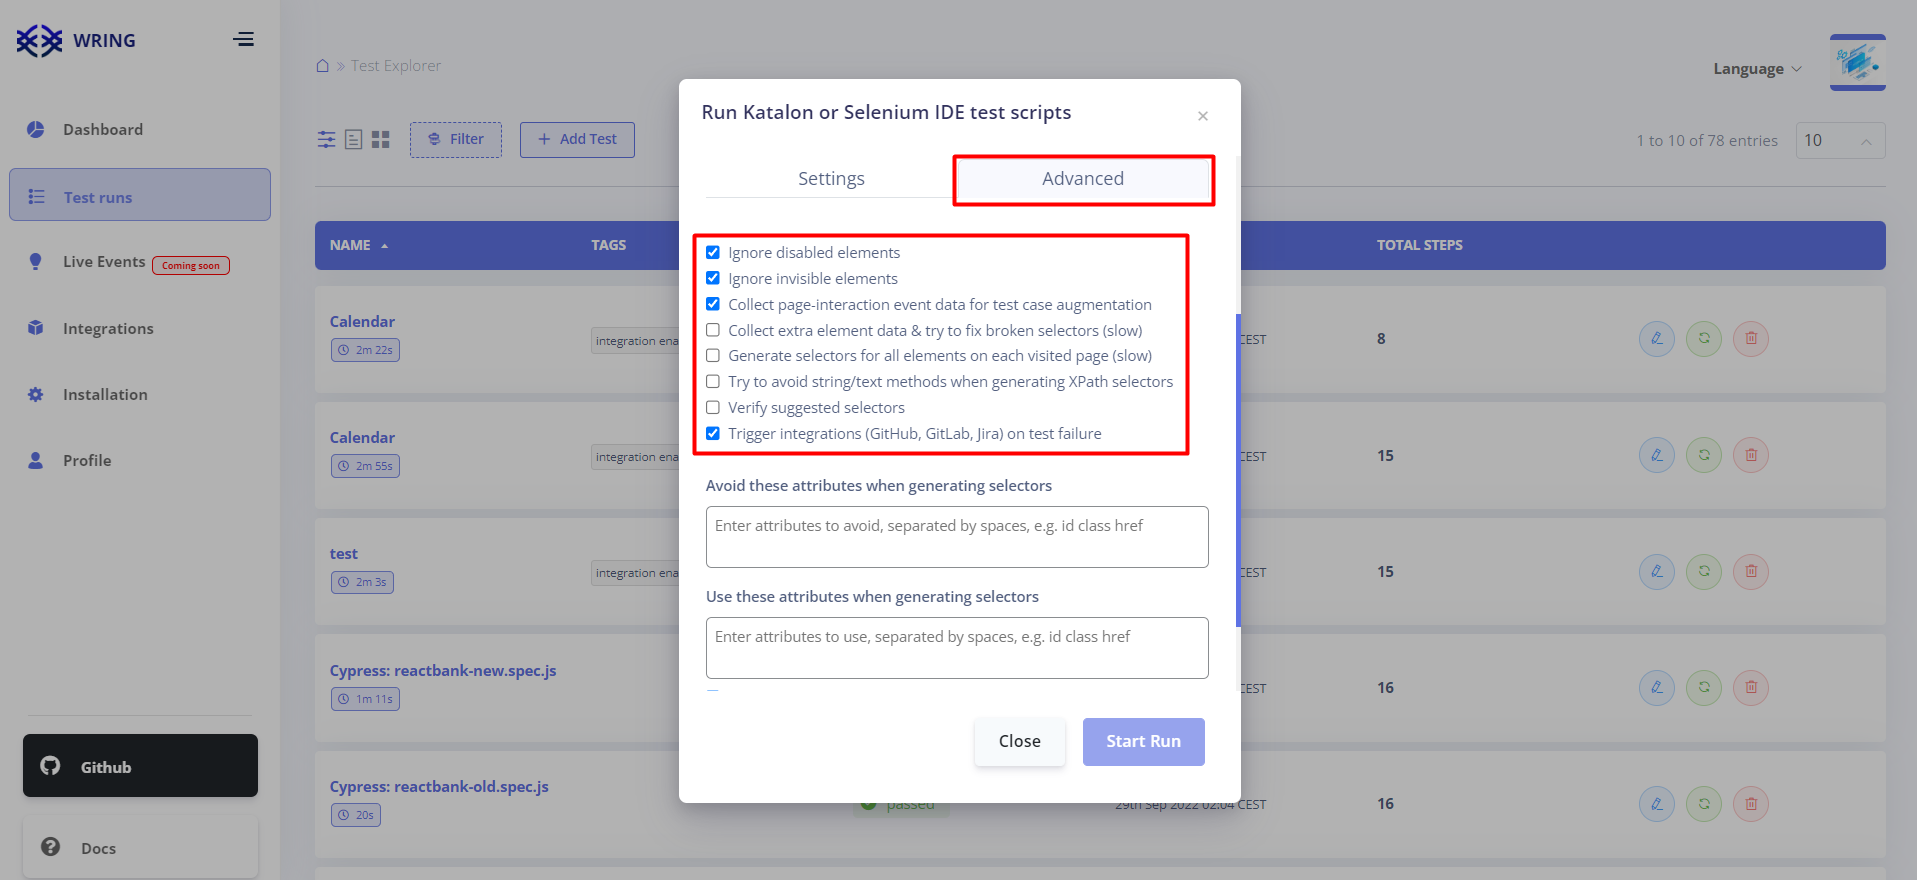 WRING
Test Explorer
Language
Dashboard
Test runs
Live Events Coming soon
Integrations
Installation
Profile
Github
Docs
Filter
+ Add Test
1 to 10 of 78 entries
10
NAME
TAGS
TOTAL STEPS
Calendar
2m 22s
integration ena
CEST
8
Calendar
2m 55s
integration ena
CEST
15
test
2m 3s
integration ena
CEST
15
Cypress: reactbank-new.spec.js
1m 11s
CEST
16
Cypress: reactbank-old.spec.js
20s
passed
29th Sep 2022 02:04 CEST
16
Run Katalon or Selenium IDE test scripts
×
Settings
Advanced
Ignore disabled elements
Ignore invisible elements
Collect page-interaction event data for test case augmentation
Collect extra element data & try to fix broken selectors (slow)
Generate selectors for all elements on each visited page (slow)
Try to avoid string/text methods when generating XPath selectors
Verify suggested selectors
Trigger integrations (GitHub, GitLab, Jira) on test failure
Avoid these attributes when generating selectors
Enter attributes to avoid, separated by spaces, e.g. id class href
Use these attributes when generating selectors
Enter attributes to use, separated by spaces, e.g. id class href
Close
Start Run